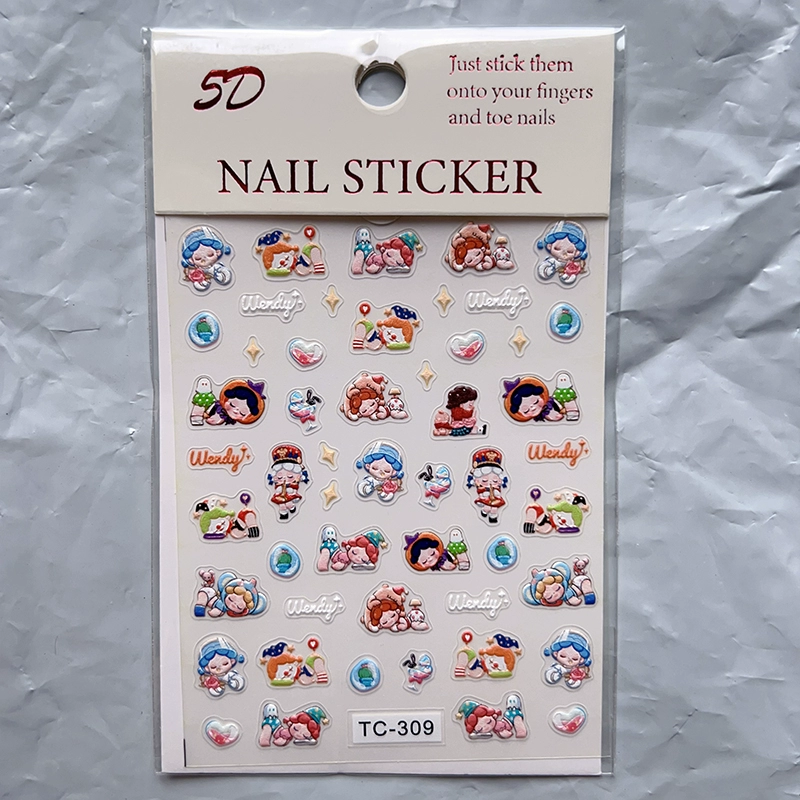 5D
Just stick them
onto your fingers
and toe nails
NAIL STICKER
Wendy
Wendy
Wendy
Wendy
Wendy
Wendy
TC-309